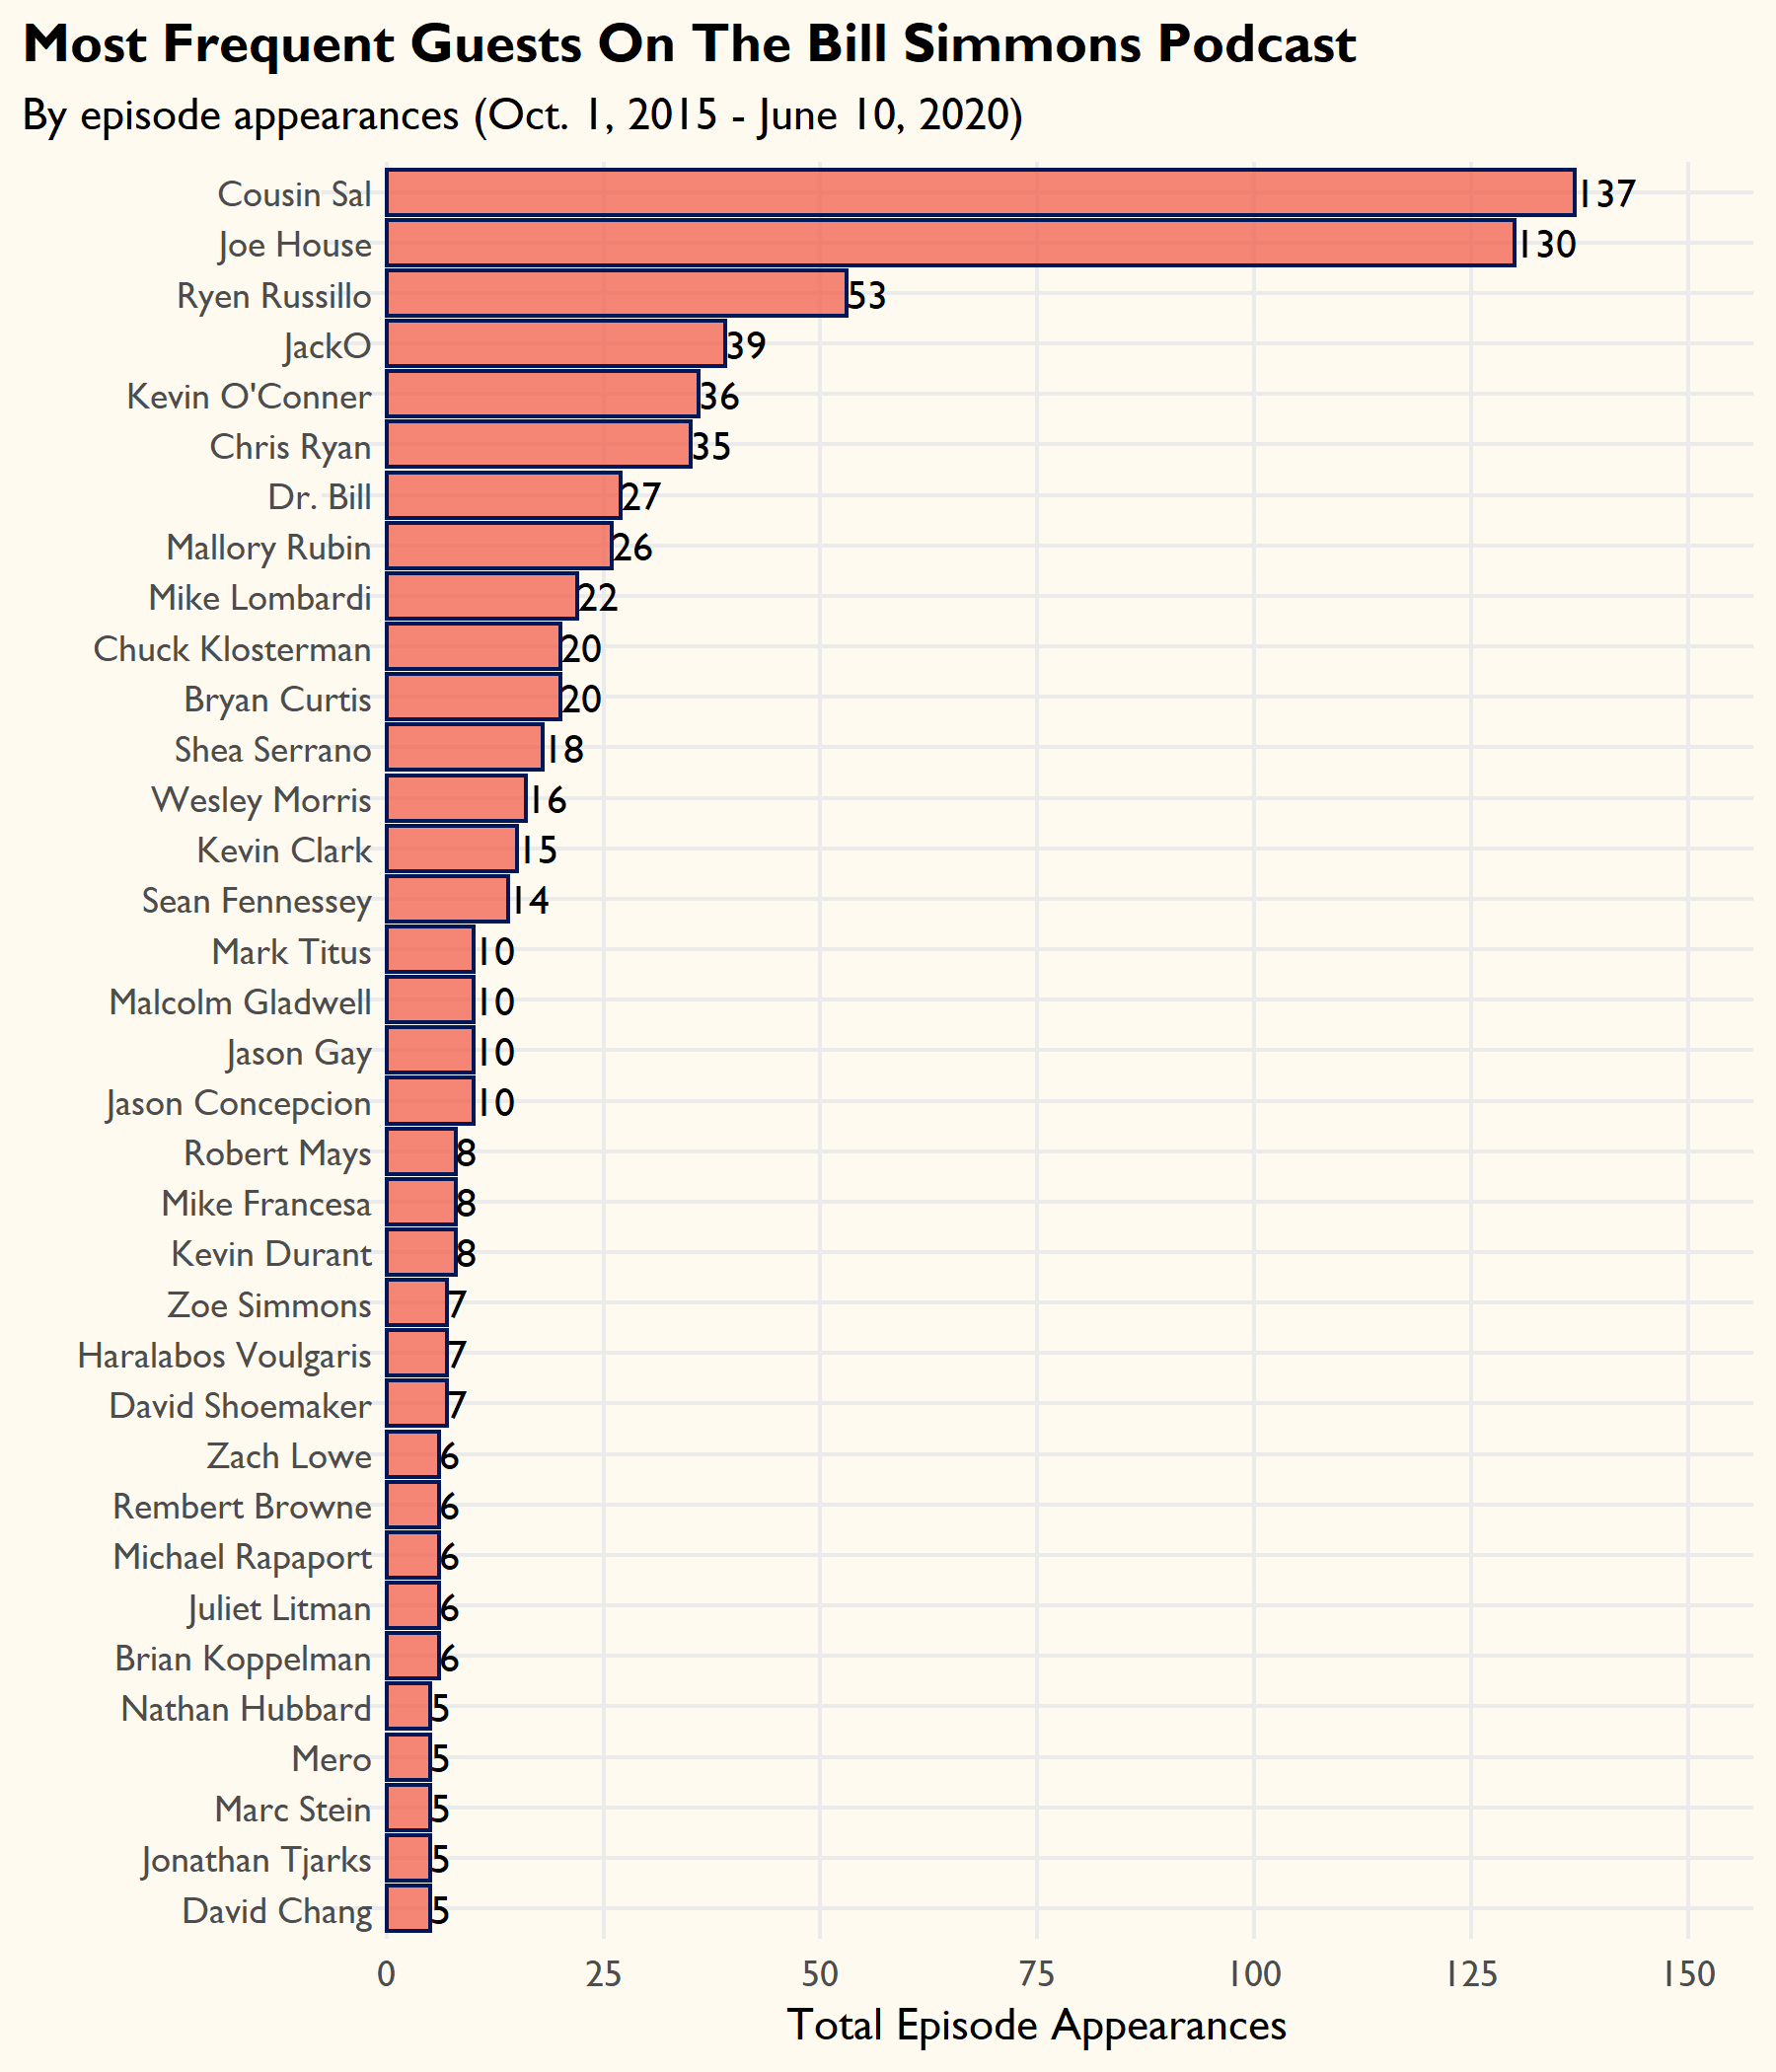 Most Frequent Guests On The Bill Simmons Podcast
By episode appearances (Oct. 1, 2015 - June 10, 2020)
Cousin Sal 137
Joe House 130
Ryen Russillo 53
JackO 39
Kevin O'Conner 36
Chris Ryan 35
Dr. Bill 27
Mallory Rubin 26
Mike Lombardi 22
Chuck Klosterman 20
Bryan Curtis 20
Shea Serrano 18
Wesley Morris 16
Kevin Clark 15
Sean Fennessey 14
Mark Titus 10
Malcolm Gladwell 10
Jason Gay 10
Jason Concepcion 10
Robert Mays 8
Mike Francesa 8
Kevin Durant 8
Zoe Simmons 7
Haralabos Voulgaris 7
David Shoemaker 7
Zach Lowe 6
Rembert Browne 6
Michael Rapaport 6
Juliet Litman 6
Brian Koppelman 6
Nathan Hubbard 5
Mero 5
Marc Stein 5
Jonathan Tjarks 5
David Chang 5
0 25 50 75 100 125 150
Total Episode Appearances